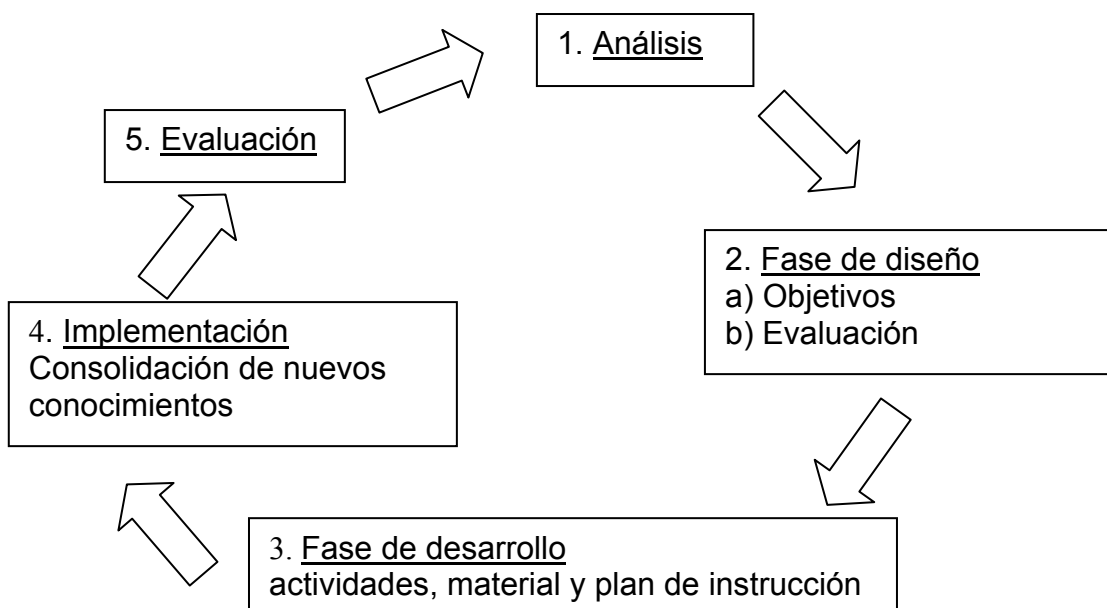 1. Análisis
2. Fase de diseño
a) Objetivos
b) Evaluación
3. Fase de desarrollo
actividades, material y plan de instrucción
4. Implementación
Consolidación de nuevos
conocimientos
5. Evaluación